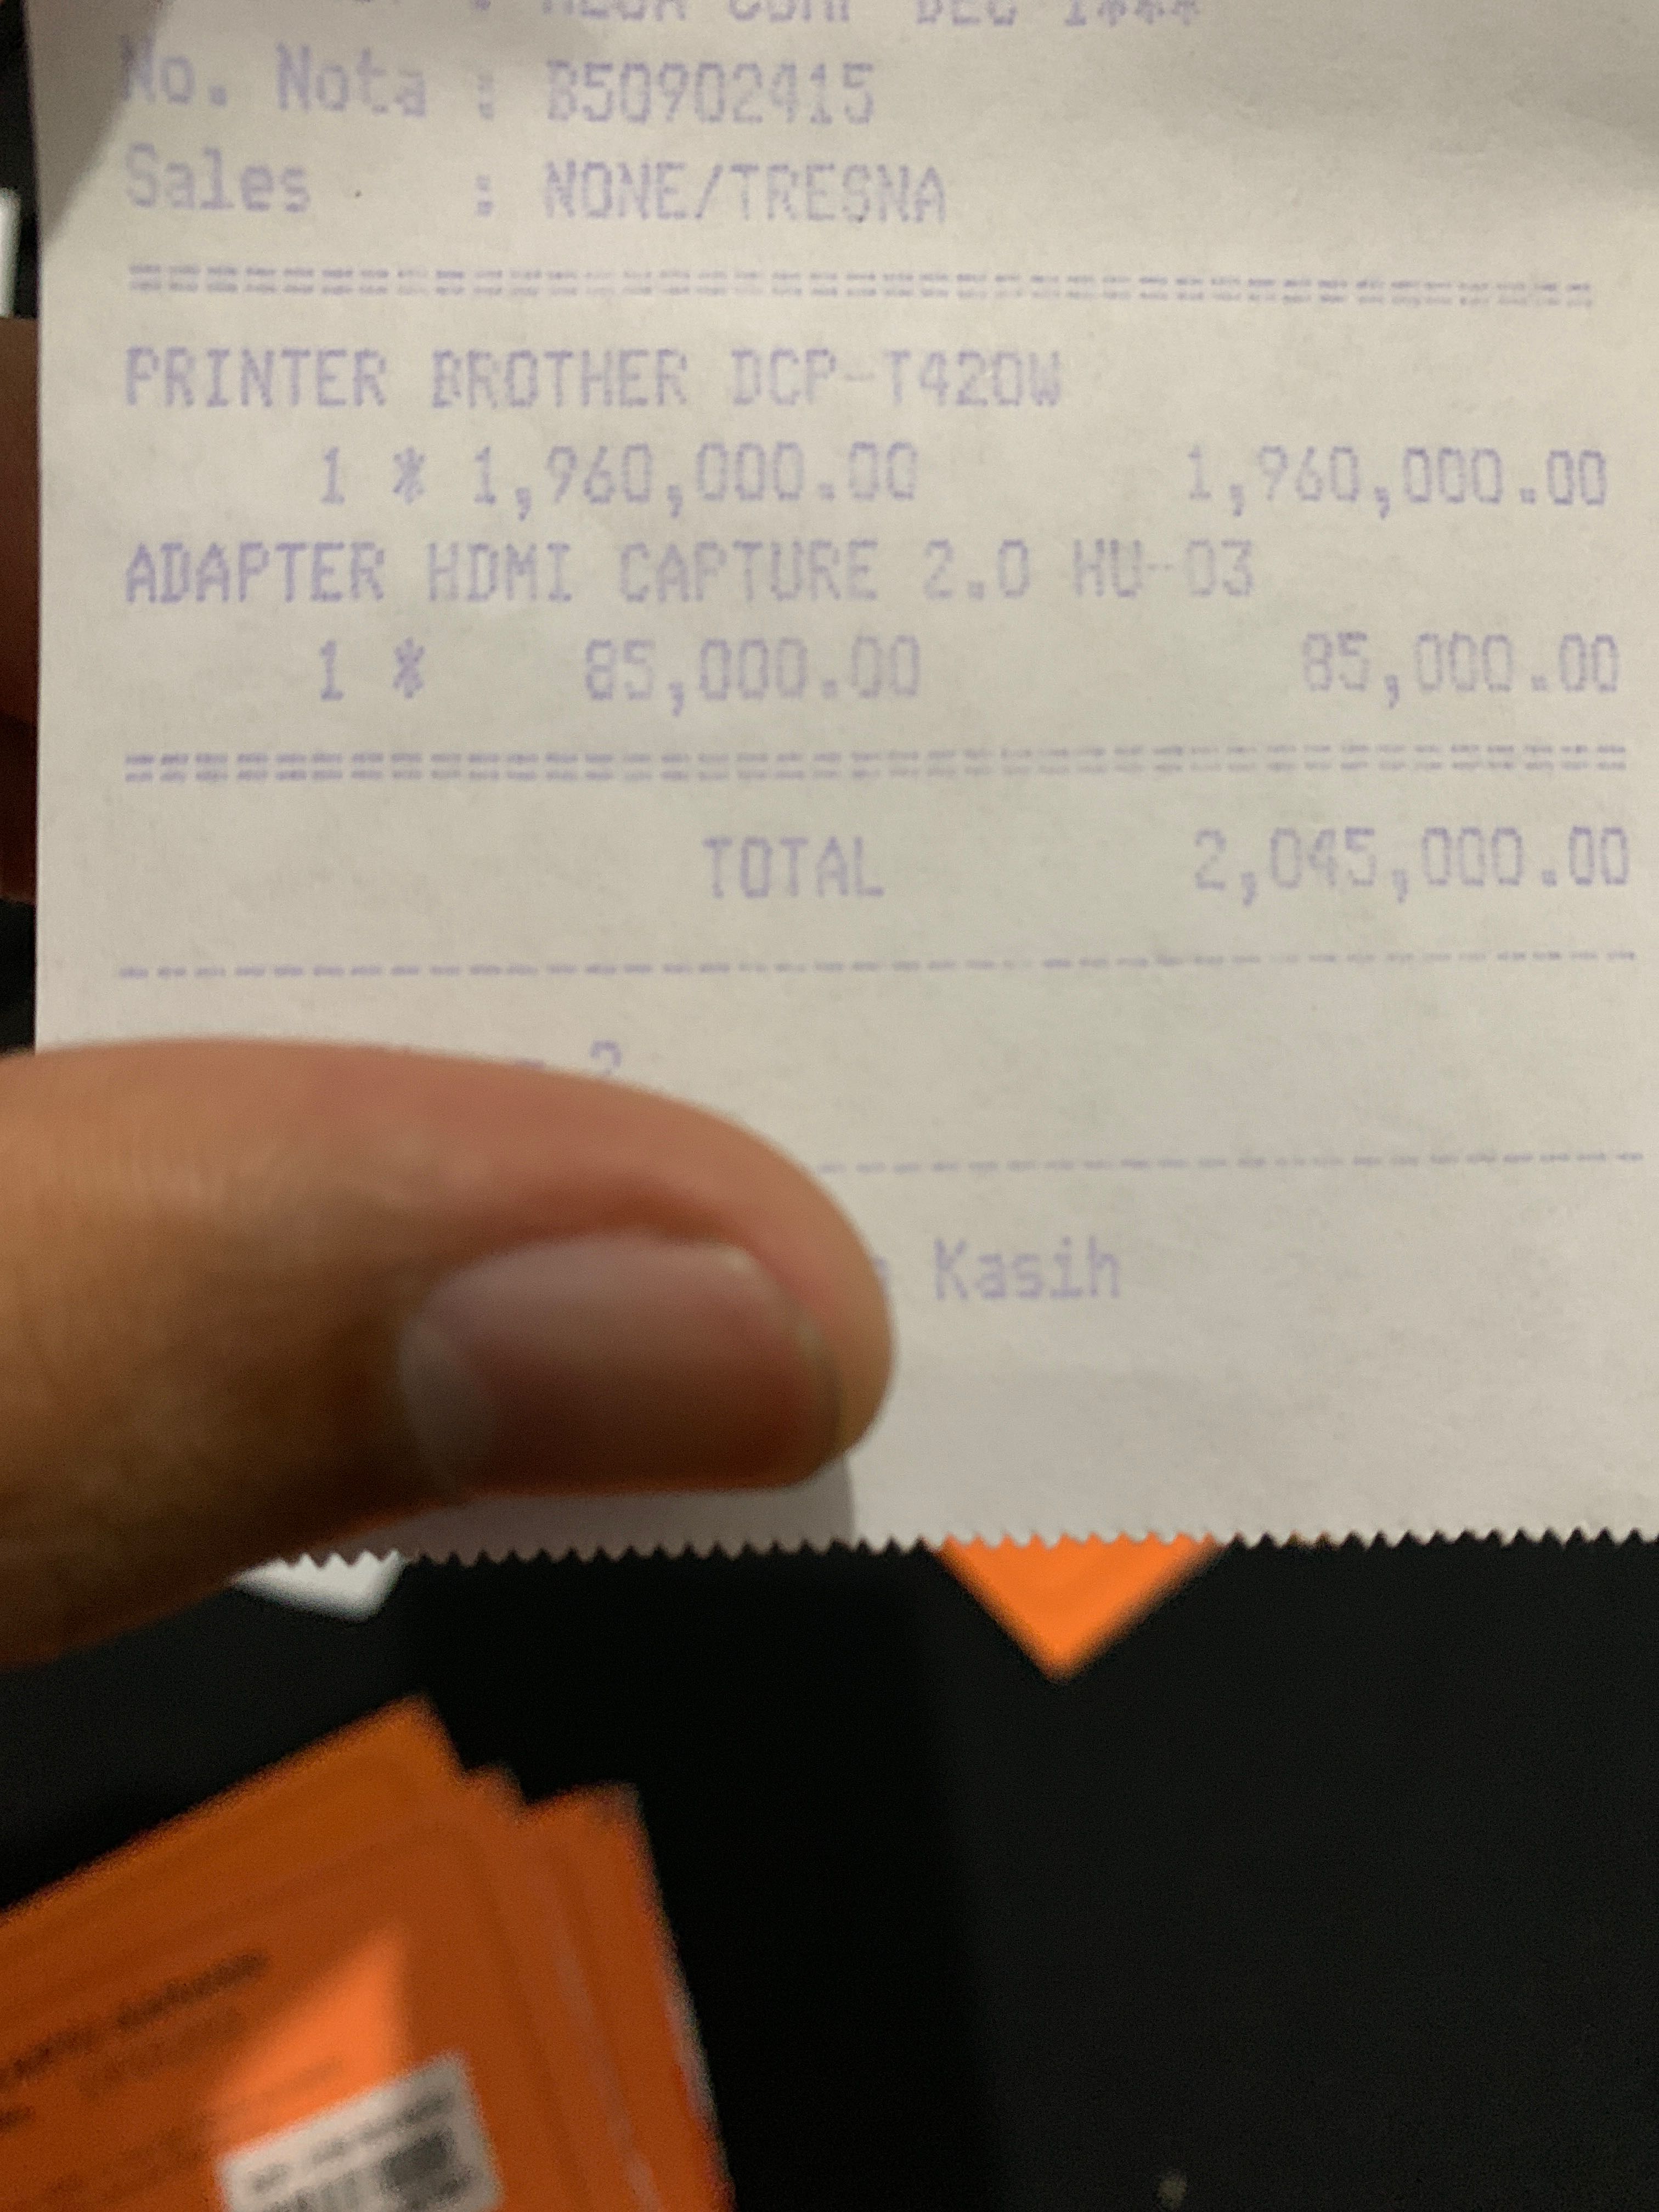 No. Nota : B50902415
Sales : NONE/TRESNA
PRINTER BROTHER DCP-T420W
1 * 1,960,000.00 1,960,000.00
ADAPTER HDMI CAPTURE 2.0 HU-03
1 * 85,000.00 85,000.00
TOTAL 2,045,000.00
2
Kasih